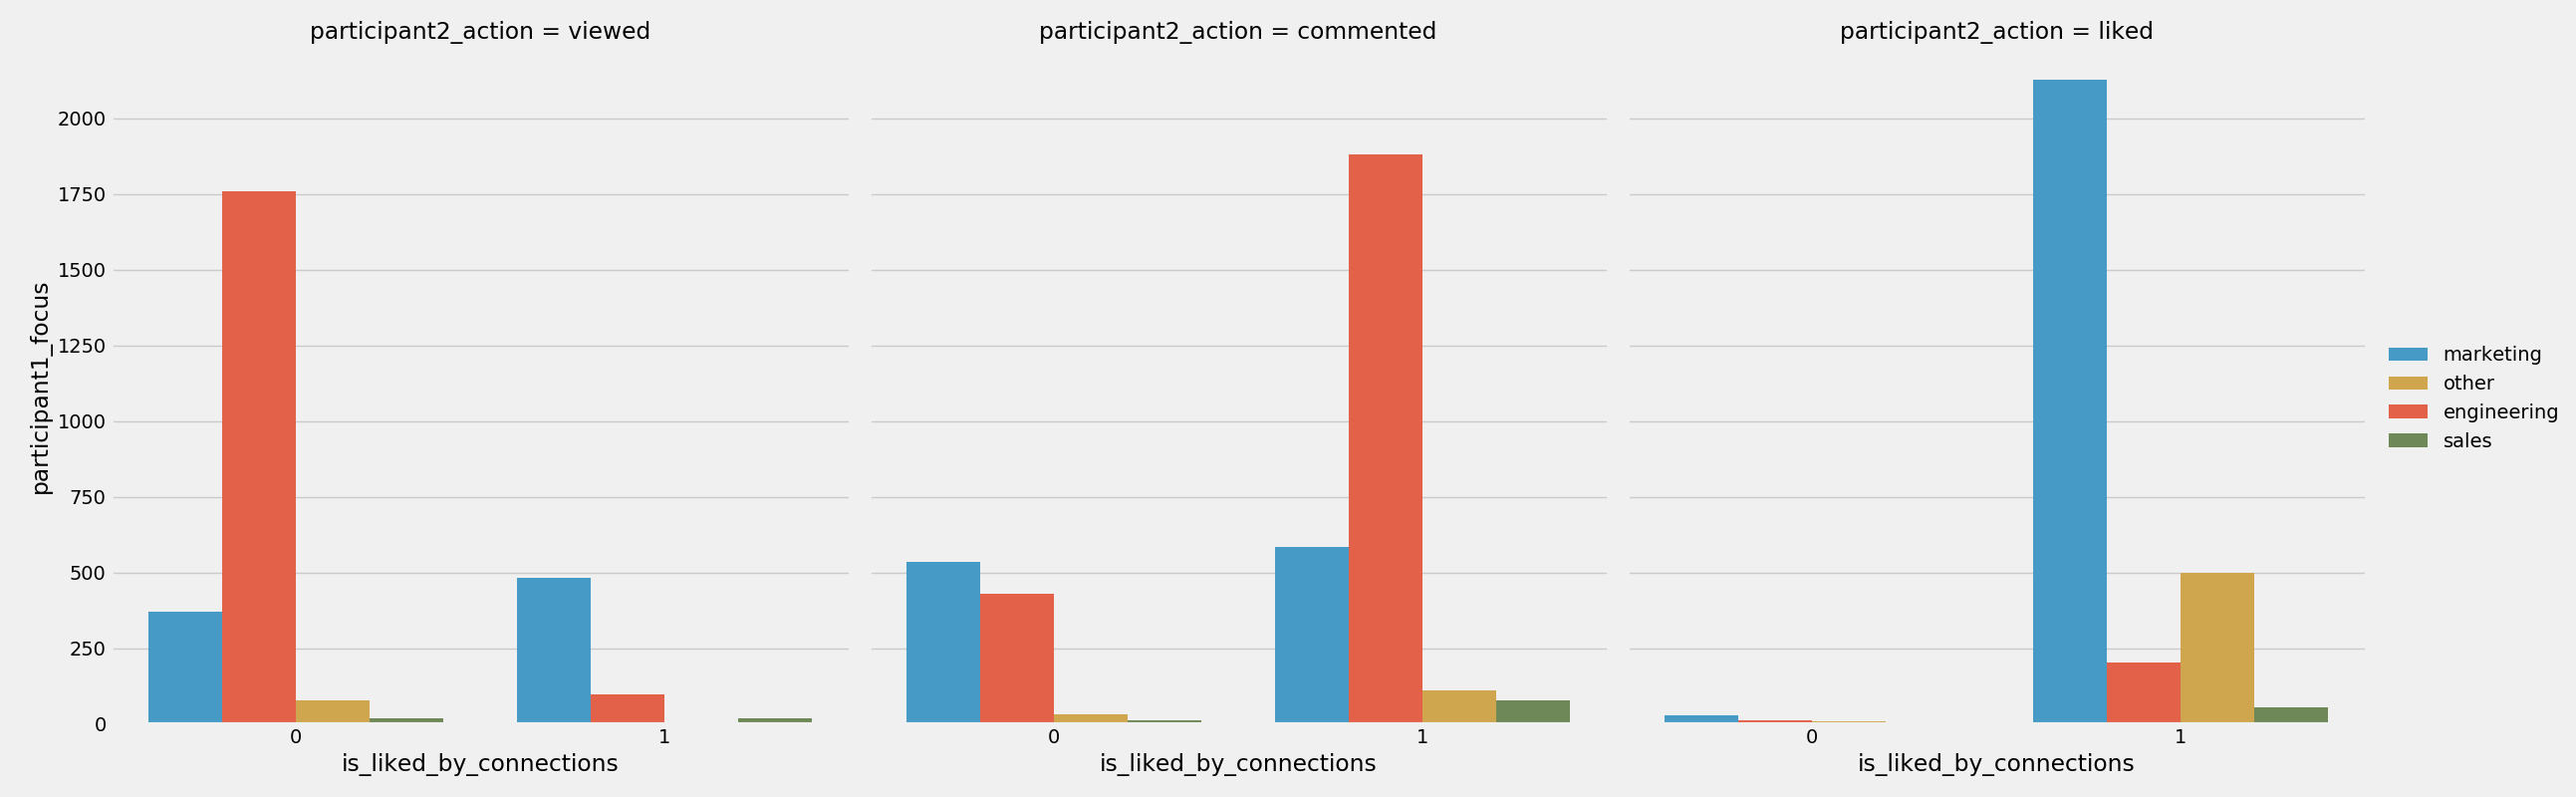 participant2_action = viewed
participant2_action = commented
participant2_action = liked
participant1_focus
2000
1750
1500
1250
1000
750
500
250
0
0 1
0 1
0 1
is_liked_by_connections
is_liked_by_connections
is_liked_by_connections
marketing
other
engineering
sales